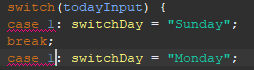 switch(todayInput) {
case 1: switchDay = "Sunday";
break;
case 1: switchDay = "Monday";